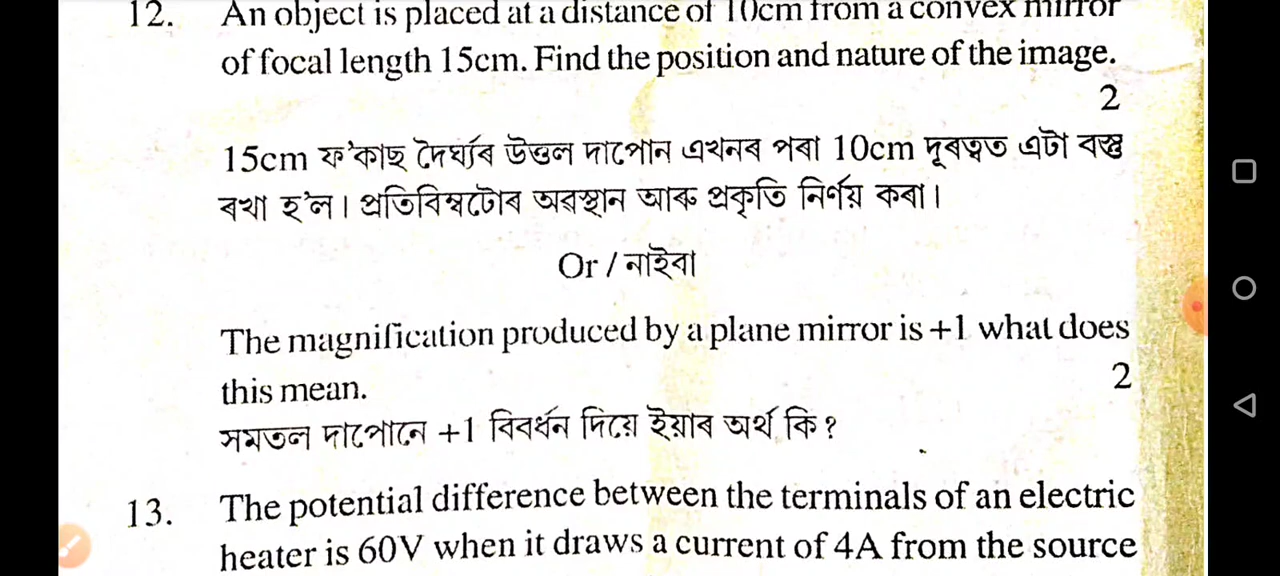 12. An object is placed at a distance of 10cm from a convex mirror
of focal length 15cm. Find the position and nature of the image.
2
15cm ফ'কাছ দৈৰ্ঘ্যৰ উত্তল দাপোন এখনৰ পৰা 10cm দূৰত্বত এটা বস্তু
ৰখা হ'ল। প্ৰতিবিম্বটোৰ অৱস্থান আৰু প্ৰকৃতি নিৰ্ণয় কৰা।
Or / নাইবা
The magnification produced by a plane mirror is +1 what does
this mean.
2
সমতল দাপোনে +1 বিবৰ্ধন দিয়ে ইয়াৰ অৰ্থ কি?
13. The potential difference between the terminals of an electric
heater is 60V when it draws a current of 4A from the source